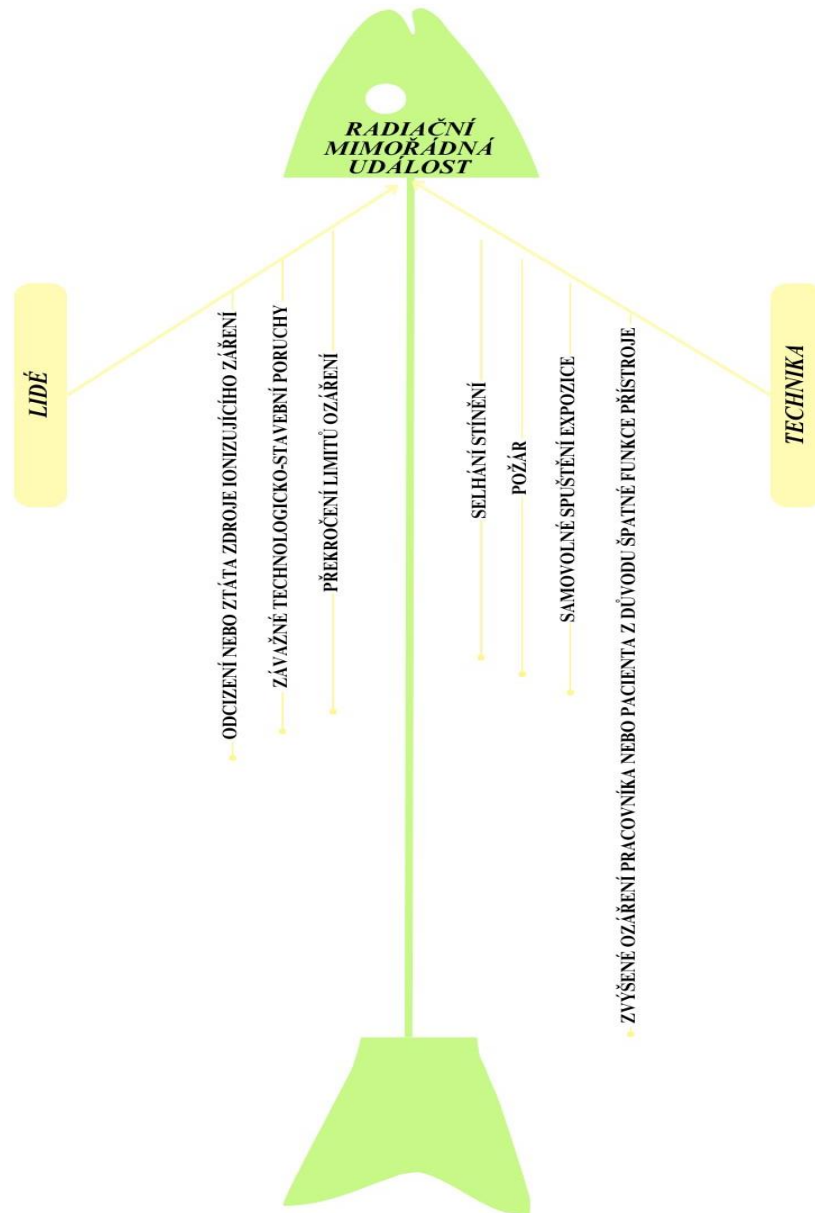 RADIAČNÍ
MIMOŘÁDNÁ
UDÁLOST
LIDÉ
ODCIZENÍ NEBO ZTÁTA ZDROJE IONIZUJÍCIHO ZÁŘENÍ
ZÁVAŽNÉ TECHNOLOGICKO-STAVEBNÍ PORUCHY
PŘEKROČENÍ LIMITŮ OZÁŘENÍ
SELHÁNÍ STÍNĚNÍ
POŽÁR
SAMOVOLNÉ SPUŠTĚNÍ EXPOZICE
ZVÝŠENÉ OZÁŘENÍ PRACOVNÍKA NEBO PACIENTA Z DŮVODU ŠPATNÉ FUNKCE PŘÍSTROJE
TECHNIKA